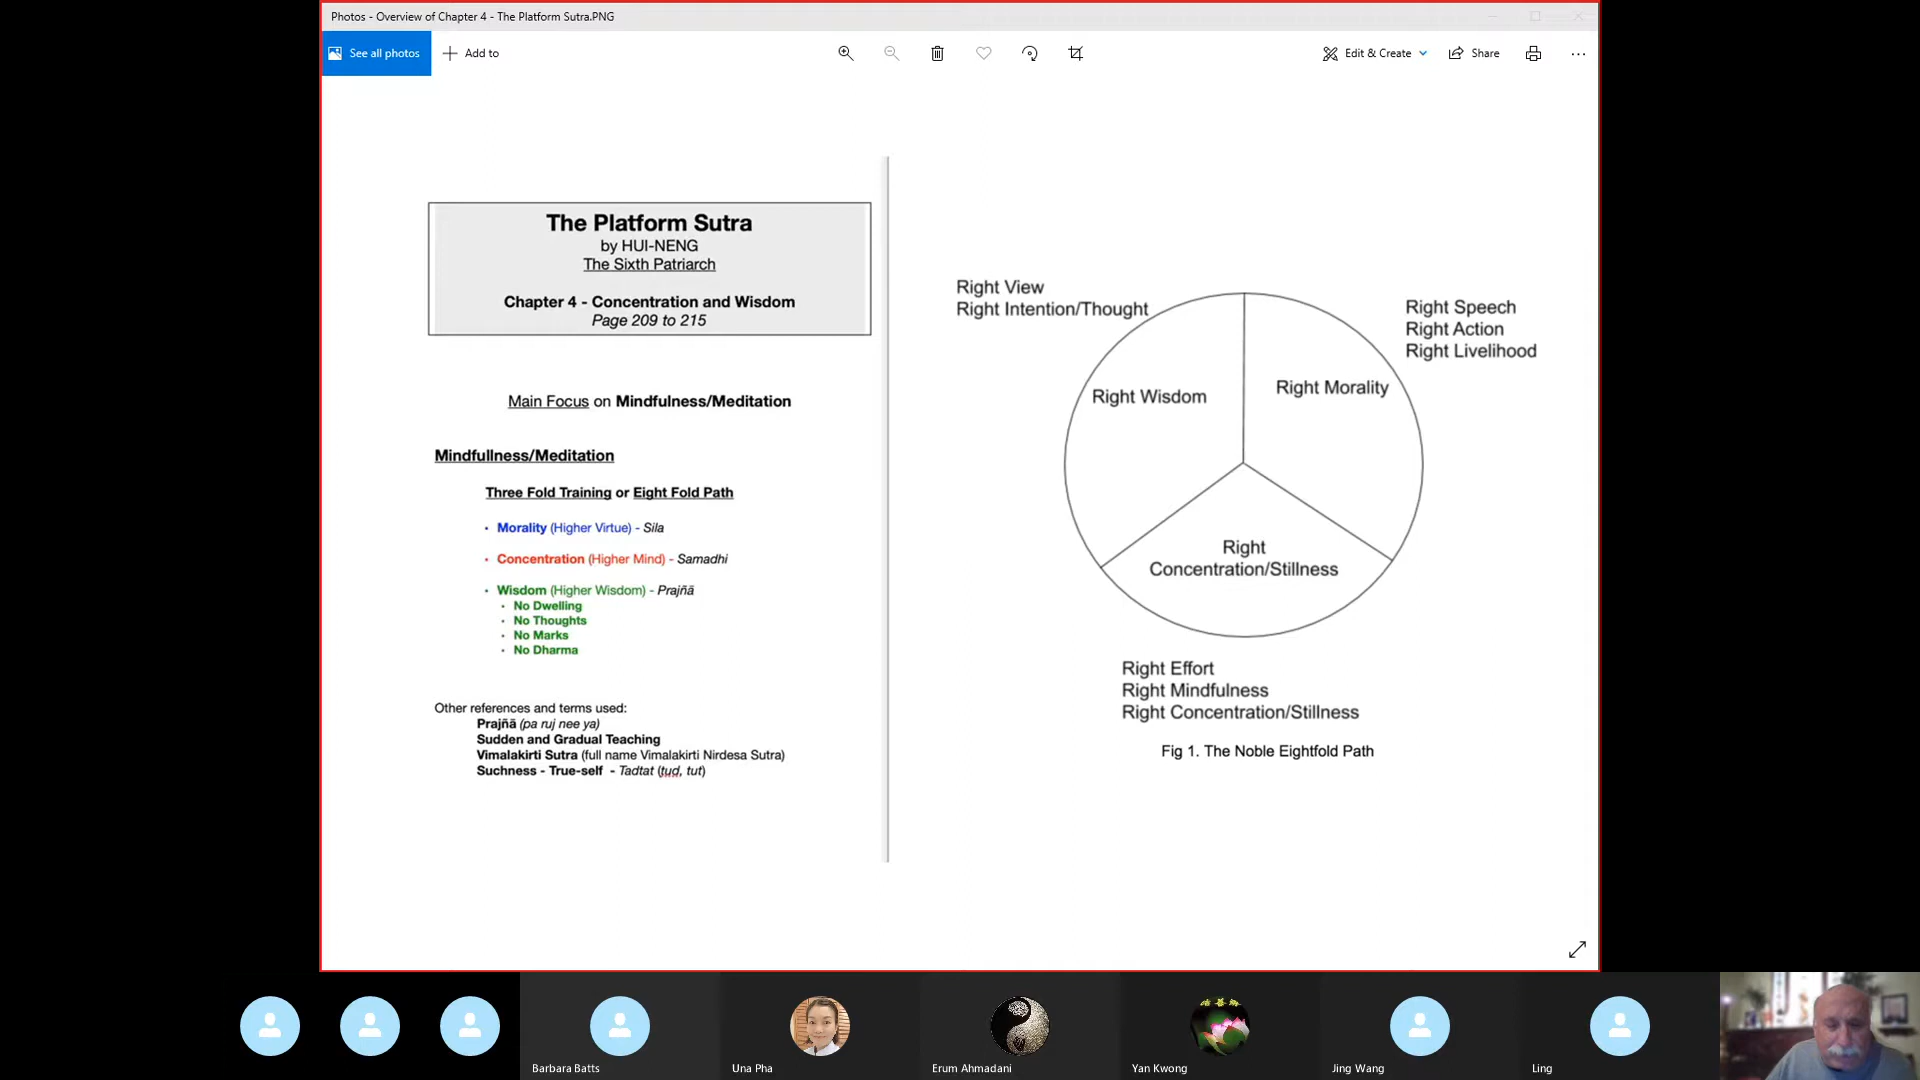 Photos - Overview of Chapter 4 - The Platform Sutra.PNG
See all photos
Add to
Edit & Create
Share
The Platform Sutra
by HUI-NENG
The Sixth Patriarch
Chapter 4 - Concentration and Wisdom
Page 209 to 215
Main Focus on Mindfulness/Meditation
Mindfullness/Meditation
Three Fold Training or Eight Fold Path
• Morality (Higher Virtue) - Sila
• Concentration (Higher Mind) - Samadhi
• Wisdom (Higher Wisdom) - Prajñā
• No Dwelling
• No Thoughts
• No Marks
• No Dharma
Other references and terms used:
Prajñā (pa ruj nee ya)
Sudden and Gradual Teaching
Vimalakirti Sutra (full name Vimalakirti Nirdesa Sutra)
Suchness - True-self - Tadtat (tud, tut)
Right View
Right Intention/Thought
Right Speech
Right Action
Right Livelihood
Right Wisdom
Right Morality
Right
Concentration/Stillness
Right Effort
Right Mindfulness
Right Concentration/Stillness
Fig 1. The Noble Eightfold Path
Barbara Batts
Una Pha
Erum Ahmadani
Yan Kwong
Jing Wang
Ling